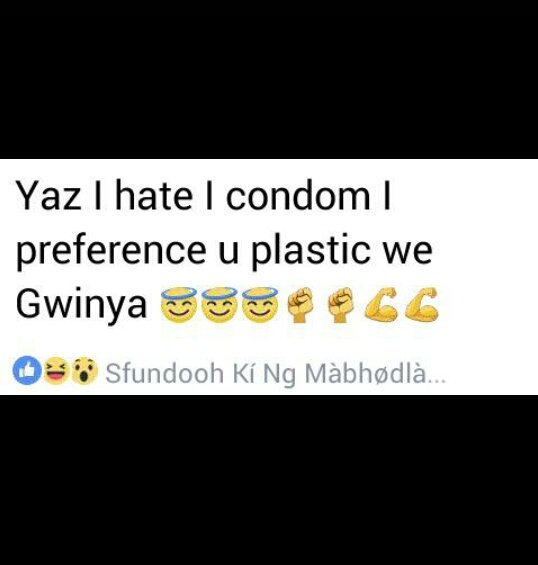 Yaz I hate I condom I
preference u plastic we
Gwinya 😇😇😇✊✊💪💪
Sfundooh Kí Ng Màbhødlà...